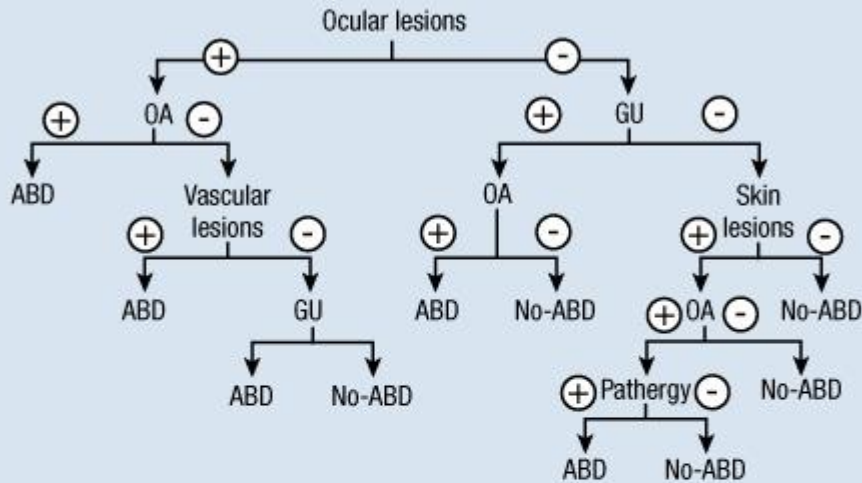 Ocular lesions
+ -
OA GU
+ - + -
ABD Vascular lesions OA Skin lesions
+ - + - + -
ABD GU ABD No-ABD OA No-ABD
+ -
ABD No-ABD Pathergy No-ABD
+ -
ABD No-ABD